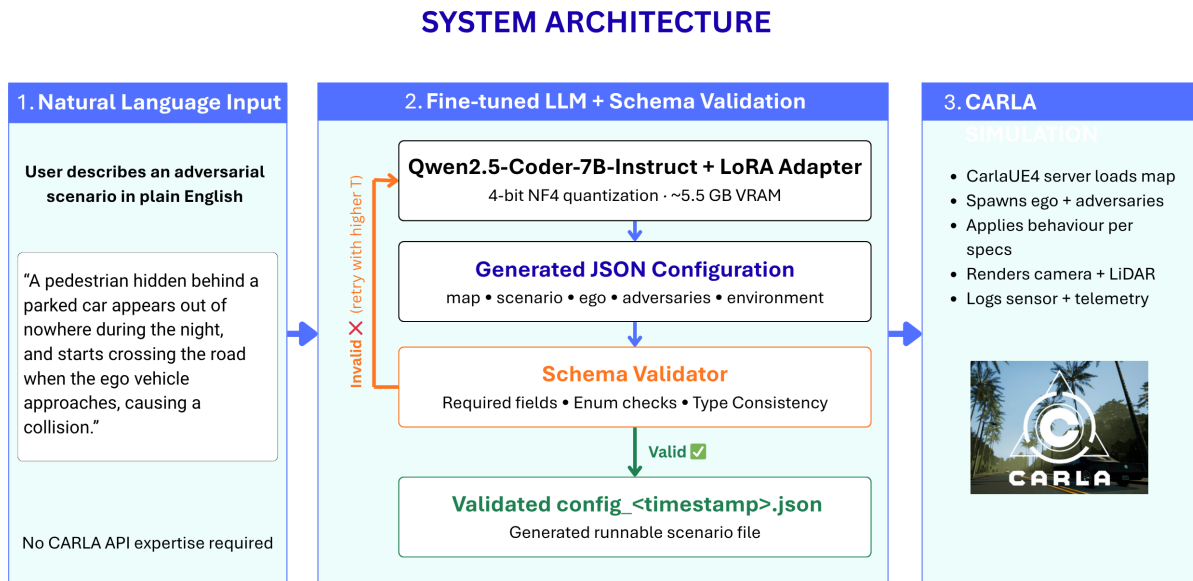 SYSTEM ARCHITECTURE
1. Natural Language Input
User describes an adversarial
scenario in plain English
“A pedestrian hidden behind a
parked car appears out of
nowhere during the night,
and starts crossing the road
when the ego vehicle
approaches, causing a
collision.”
No CARLA API expertise required
2. Fine-tuned LLM + Schema Validation
Qwen2.5-Coder-7B-Instruct + LoRA Adapter
4-bit NF4 quantization · ~5.5 GB VRAM
Generated JSON Configuration
map • scenario • ego • adversaries • environment
Schema Validator
Required fields • Enum checks • Type Consistency
Invalid ❌ (retry with higher T)
Valid ✅
Validated config_<timestamp>.json
Generated runnable scenario file
3. CARLA
SIMULATION
• CarlaUE4 server loads map
• Spawns ego + adversaries
• Applies behaviour per
specs
• Renders camera + LiDAR
• Logs sensor + telemetry
CARLA